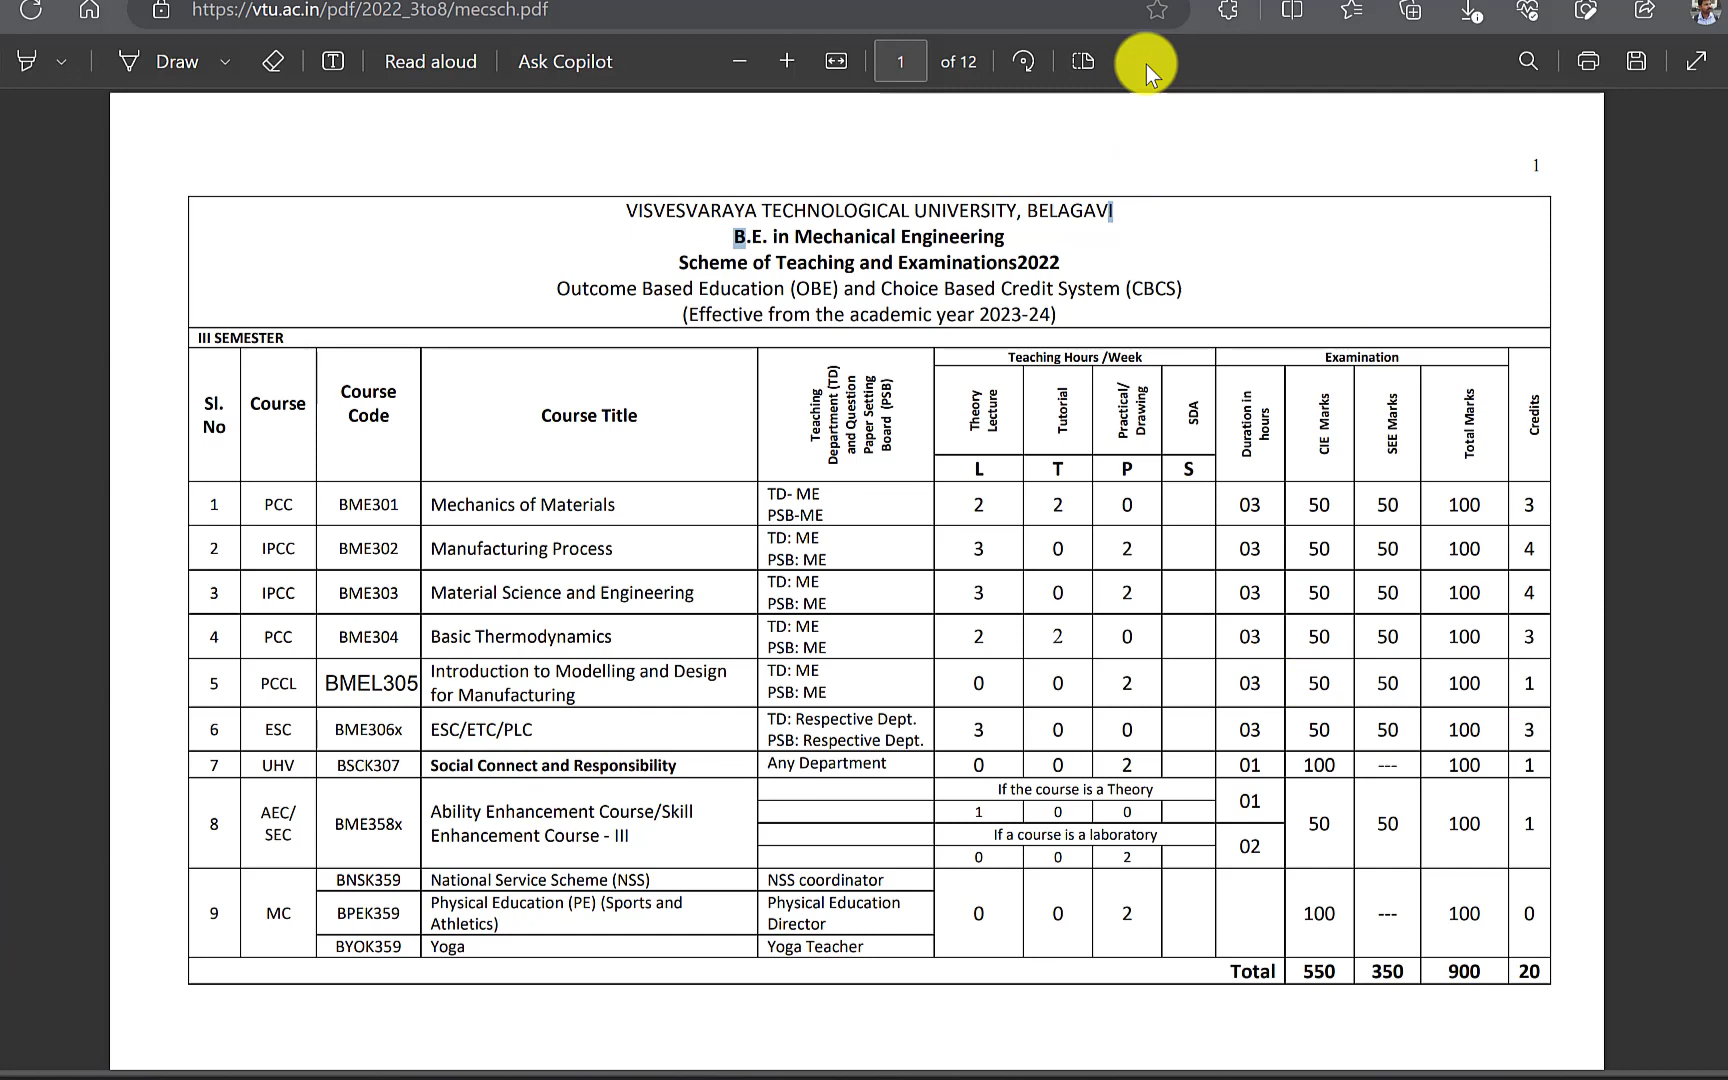 https://vtu.ac.in/pdf/2022_3to8/mecsch.pdf
Draw Read aloud Ask Copilot 1 of 12
1
VISVESVARAYA TECHNOLOGICAL UNIVERSITY, BELAGAVI
B.E. in Mechanical Engineering
Scheme of Teaching and Examinations2022
Outcome Based Education (OBE) and Choice Based Credit System (CBCS)
(Effective from the academic year 2023-24)
III SEMESTER
Sl. No
Course
Course Code
Course Title
Teaching Department (TD) and Question Paper Setting Board (PSB)
Teaching Hours /Week
Examination
Theory Lecture
Tutorial
Practical/ Drawing
SDA
Duration in hours
CIE Marks
SEE Marks
Total Marks
Credits
L T P S
1 PCC BME301 Mechanics of Materials TD- ME PSB-ME 2 2 0 03 50 50 100 3
2 IPCC BME302 Manufacturing Process TD: ME PSB: ME 3 0 2 03 50 50 100 4
3 IPCC BME303 Material Science and Engineering TD: ME PSB: ME 3 0 2 03 50 50 100 4
4 PCC BME304 Basic Thermodynamics TD: ME PSB: ME 2 2 0 03 50 50 100 3
5 PCCL BMEL305 Introduction to Modelling and Design for Manufacturing TD: ME PSB: ME 0 0 2 03 50 50 100 1
6 ESC BME306x ESC/ETC/PLC TD: Respective Dept. PSB: Respective Dept. 3 0 0 03 50 50 100 3
7 UHV BSCK307 Social Connect and Responsibility Any Department 0 0 2 01 100 --- 100 1
8 AEC/ SEC BME358x Ability Enhancement Course/Skill Enhancement Course - III
If the course is a Theory 01
1 0 0
If a course is a laboratory 02
0 0 2
50 50 100 1
9 MC
BNSK359 National Service Scheme (NSS) NSS coordinator
BPEK359 Physical Education (PE) (Sports and Athletics) Physical Education Director
BYOK359 Yoga Yoga Teacher
0 0 2 100 --- 100 0
Total 550 350 900 20